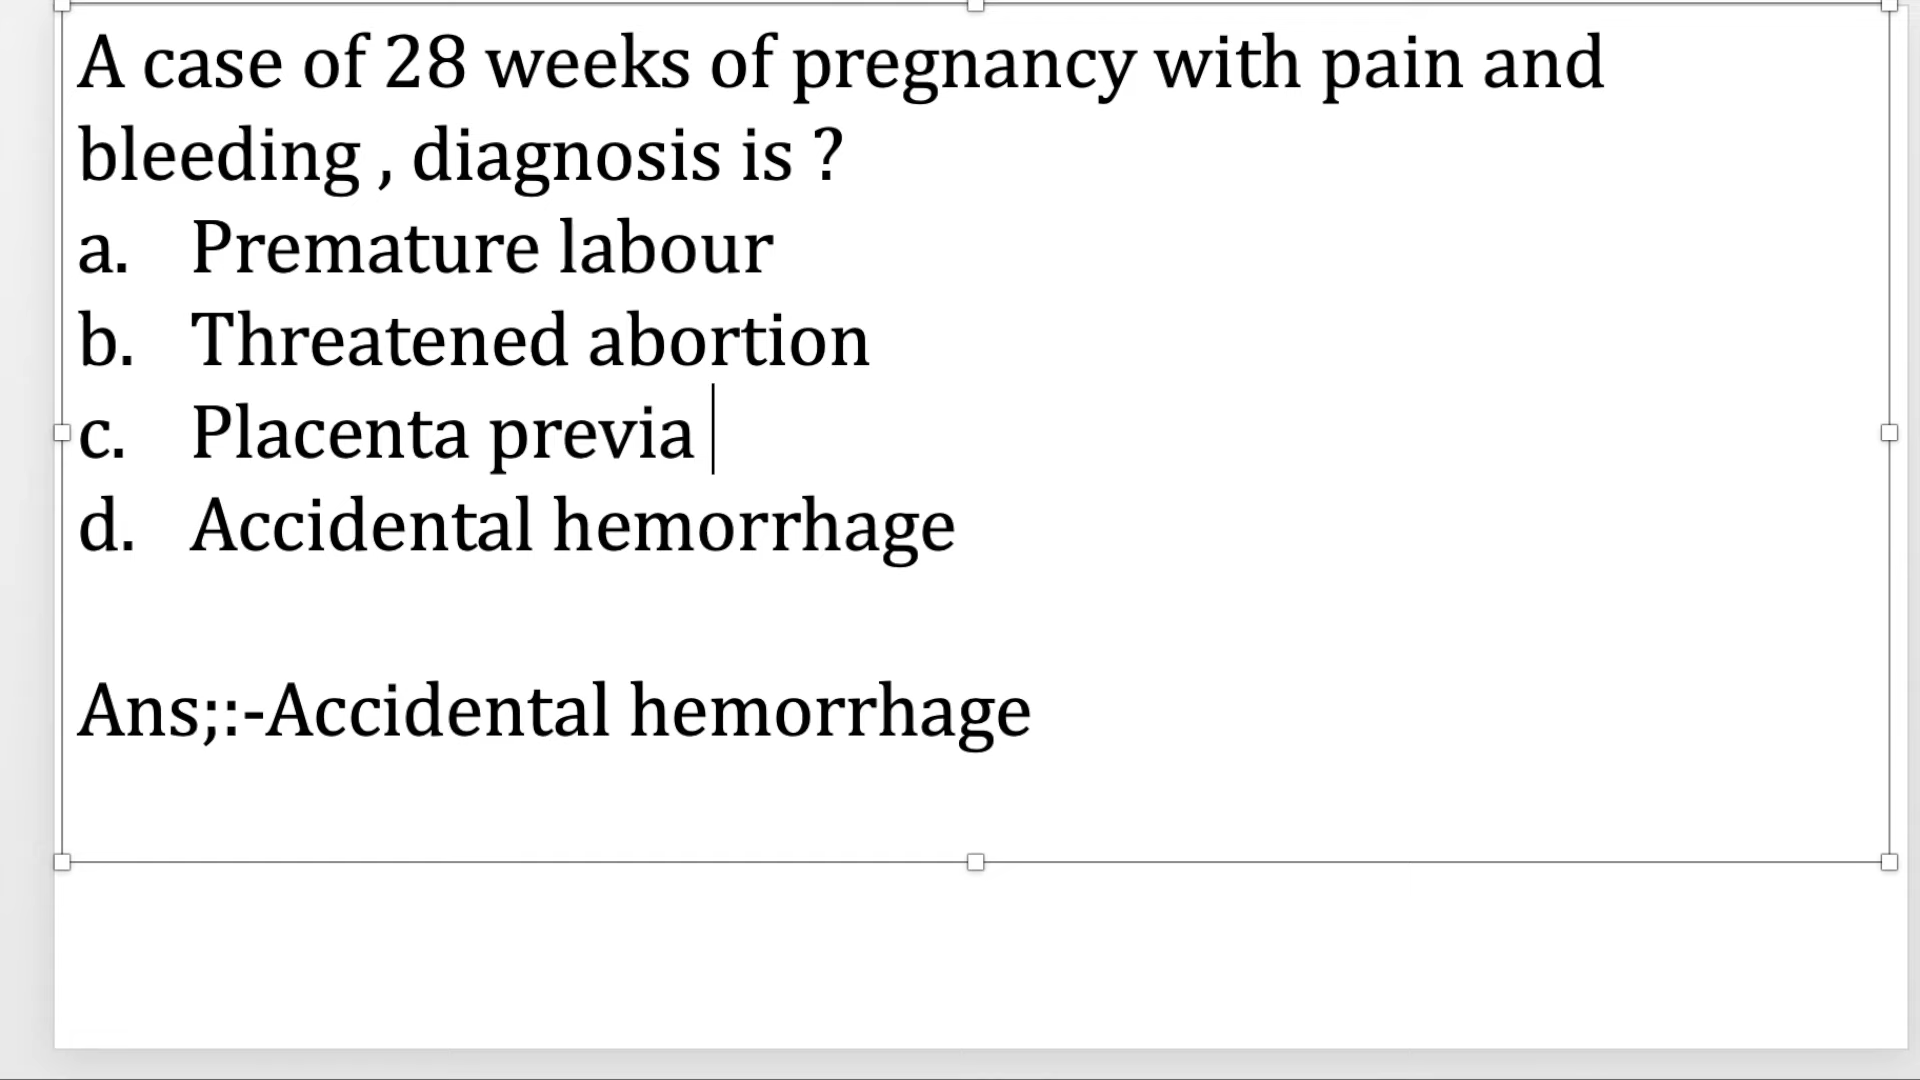 A case of 28 weeks of pregnancy with pain and
bleeding , diagnosis is ?
a. Premature labour
b. Threatened abortion
c. Placenta previa
d. Accidental hemorrhage
Ans;::-Accidental hemorrhage